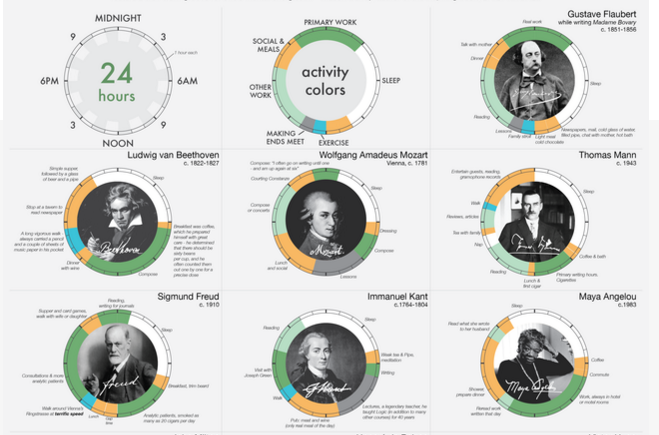 MIDNIGHT
9
3
1 hour each
24
hours
6PM
6AM
3
9
NOON
PRIMARY WORK
SOCIAL &
MEALS
activity
colors
SLEEP
OTHER
WORK
MAKING
ENDS MEET
EXERCISE
Gustave Flaubert
while writing Madame Bovary
c. 1851-1856
Real work
Talk with mother
Dinner
Sleep
Reading
Lessons
Family stroll
Light meal
cold chocolate
Newspapers, mail, cold glass of water,
filled pipe, chat with mother hot bath
Ludwig van Beethoven
c. 1822-1827
Simple supper
followed by a glass
of beer and a pipe
Sleep
Stop at a tavern to
read newspaper
A long vigorous walk
always carried a pencil
and a couple of sheets of
music paper in his pocket
Dinner
with wine
Breakfast was coffee,
which he prepared
himself with great
care - he determined
that there should be
sixty beans
per cup, and he
often counted them
out one by one for a
precise dose
Compose
Beethoven
Wolfgang Amadeus Mozart
Vienna, c. 1781
Compose: "I often go on writing until one
- and am up again at six"
Courting Constanze
Sleep
Compose
or concerts
Dressing
Compose
Lunch
and social
Lessons
Mozart
Thomas Mann
c. 1943
Entertain guests, reading,
gramophone records
Sleep
Walk
Reviews, articles
Tea with family
Nap
Coffee & bath
Reading
Lunch &
first cigar
Primary writing hours,
Cigarettes
Sigmund Freud
c. 1910
Reading,
writing for journals
Supper and card games,
walk with wife or daughter
Sleep
Consultations & more
analytic patients
Breakfast, trim beard
Walk around Vienna's
Ringstrasse at terrific speed
Lunch
Analytic patients, smoked as
many as 20 cigars per day
freud
Immanuel Kant
c.1764-1804
Sleep
Reading
Weak tea & Pipe,
meditation
Writing
Visit with
Joseph Green
Walk
Lectures, a legendary teacher, he
taught Logic (in addition to many
other courses) for 40 years
Pub: meal and wine
(only real meal of the day)
Maya Angelou
c.1983
Sleep
Read what she wrote
to her husband
Coffee
Commute
Shower,
prepare dinner
Reread work
written that day
Work, always in hotel
or motel rooms
Maya Angelou